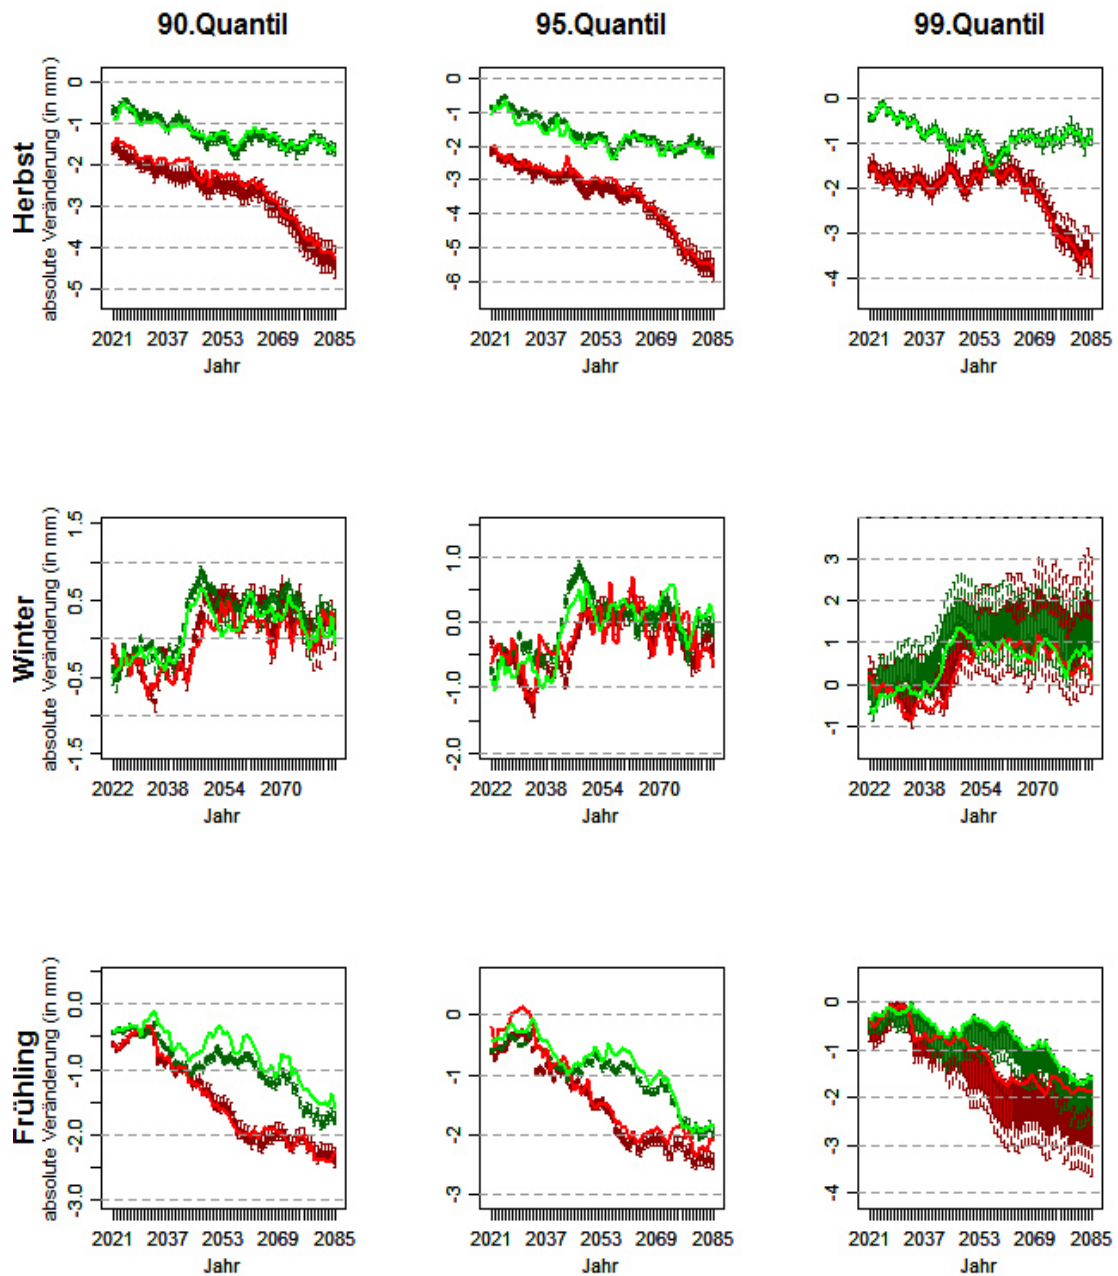 90.Quantil 95.Quantil 99.Quantil
Herbst
absolute Veränderung (in mm)
0 -1 -2 -3 -4 -5
2021 2037 2053 2069 2085
Jahr
0 -1 -2 -3 -4 -5 -6
2021 2037 2053 2069 2085
Jahr
0 -1 -2 -3 -4
2021 2037 2053 2069 2085
Jahr
Winter
absolute Veränderung (in mm)
1.5 0.5 -0.5 -1.5
2022 2038 2054 2070
Jahr
1.0 0.0 -1.0 -2.0
2022 2038 2054 2070
Jahr
3 2 1 0 -1
2022 2038 2054 2070
Jahr
Frühling
absolute Veränderung (in mm)
0.0 -1.0 -2.0 -3.0
2021 2037 2053 2069 2085
Jahr
0 -1 -2 -3
2021 2037 2053 2069 2085
Jahr
0 -1 -2 -3 -4
2021 2037 2053 2069 2085
Jahr